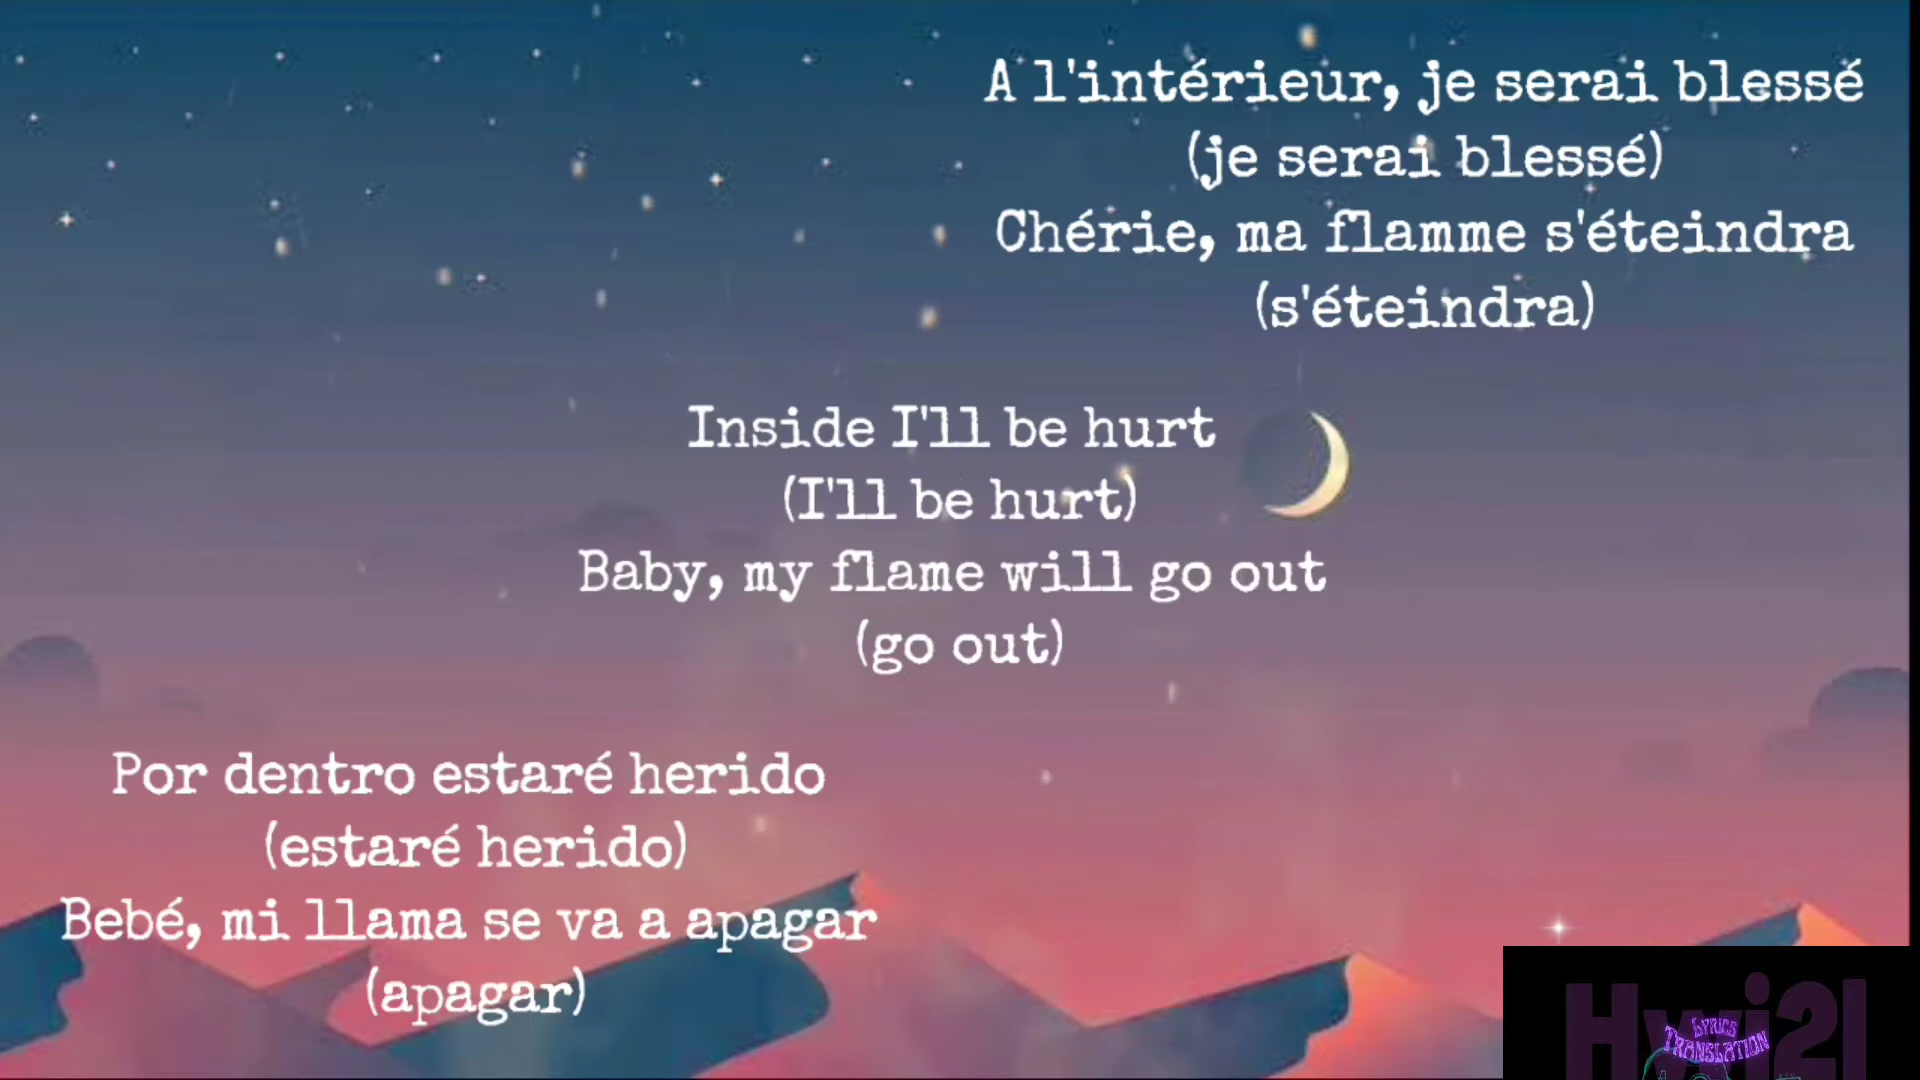 A l'intérieur, je serai blessé
(je serai blessé)
Chérie, ma flamme s'éteindra
(s'éteindra)
Inside I'll be hurt
(I'll be hurt)
Baby, my flame will go out
(go out)
Por dentro estaré herido
(estaré herido)
Bebé, mi llama se va a apagar
(apagar)
Hwi21
LYRICS
TRANSLATION